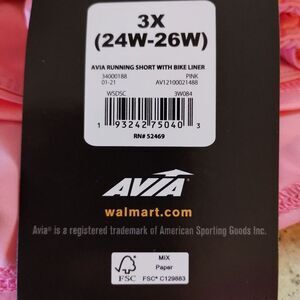 3X
(24W-26W)
AVIA RUNNING SHORT WITH BIKE LINER
34000188 PINK
01-21 AV12100021488
WSDSC 3W084
1 93242 75040 3
RN# 52469
AVIA
walmart.com
Avia® is a registered trademark of American Sporting Goods Inc.
FSC
MIX
Paper
FSC® C129883